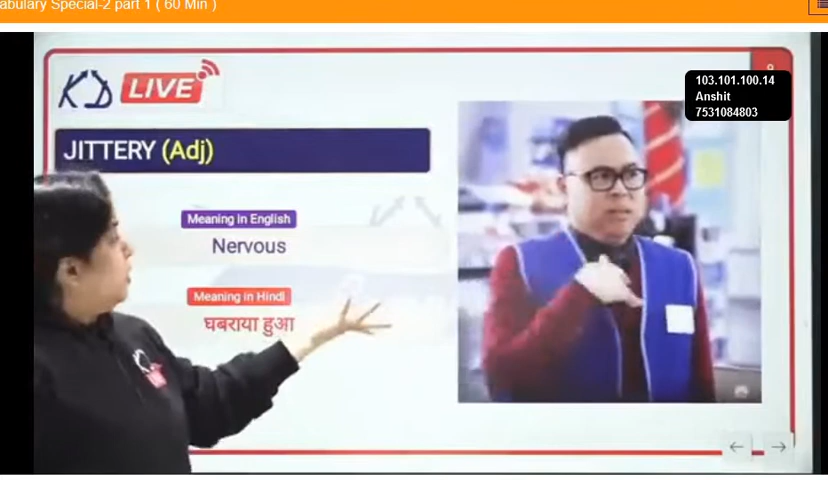 abulary Special-2 part 1 ( 60 Min )
KD LIVE
9
103.101.100.14
Anshit
7531084803
JITTERY (Adj)
Meaning in English
Nervous
Meaning in Hindi
घबराया हुआ